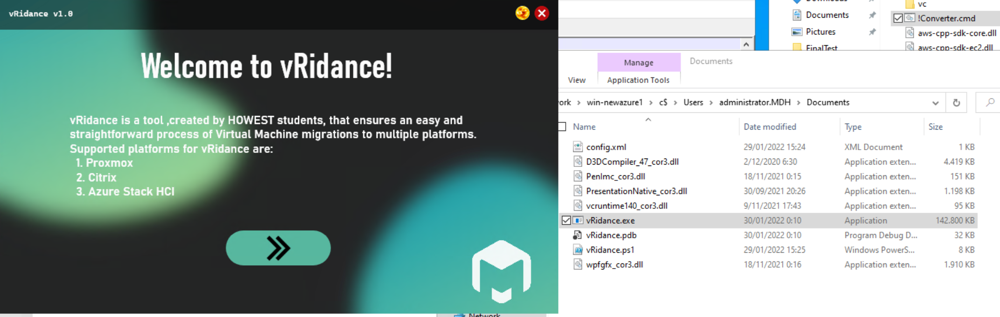 vRidance v1.0
Welcome to vRidance!
vRidance is a tool ,created by HOWEST students, that ensures an easy and
straightforward process of Virtual Machine migrations to multiple platforms.
Supported platforms for vRidance are:
1. Proxmox
2. Citrix
3. Azure Stack HCI
Downloads
Documents
Pictures
FinalTest
vc
!Converter.cmd
aws-cpp-sdk-core.dll
aws-cpp-sdk-ec2.dll
Manage Documents
View Application Tools
ork > win-newazure1 > c$ > Users > administrator.MDH > Documents
Name Date modified Type Size
config.xml 29/01/2022 15:24 XML Document 1 KB
D3DCompiler_47_cor3.dll 2/12/2020 6:30 Application exten... 4.419 KB
PenImc_cor3.dll 18/11/2021 0:15 Application exten... 151 KB
PresentationNative_cor3.dll 30/09/2021 20:26 Application exten... 1.198 KB
vcruntime140_cor3.dll 9/11/2021 17:43 Application exten... 95 KB
vRidance.exe 30/01/2022 0:10 Application 142.800 KB
vRidance.pdb 30/01/2022 0:10 Program Debug D... 32 KB
vRidance.ps1 29/01/2022 15:25 Windows PowerS... 8 KB
wpfgfx_cor3.dll 18/11/2021 0:16 Application exten... 1.910 KB
Network